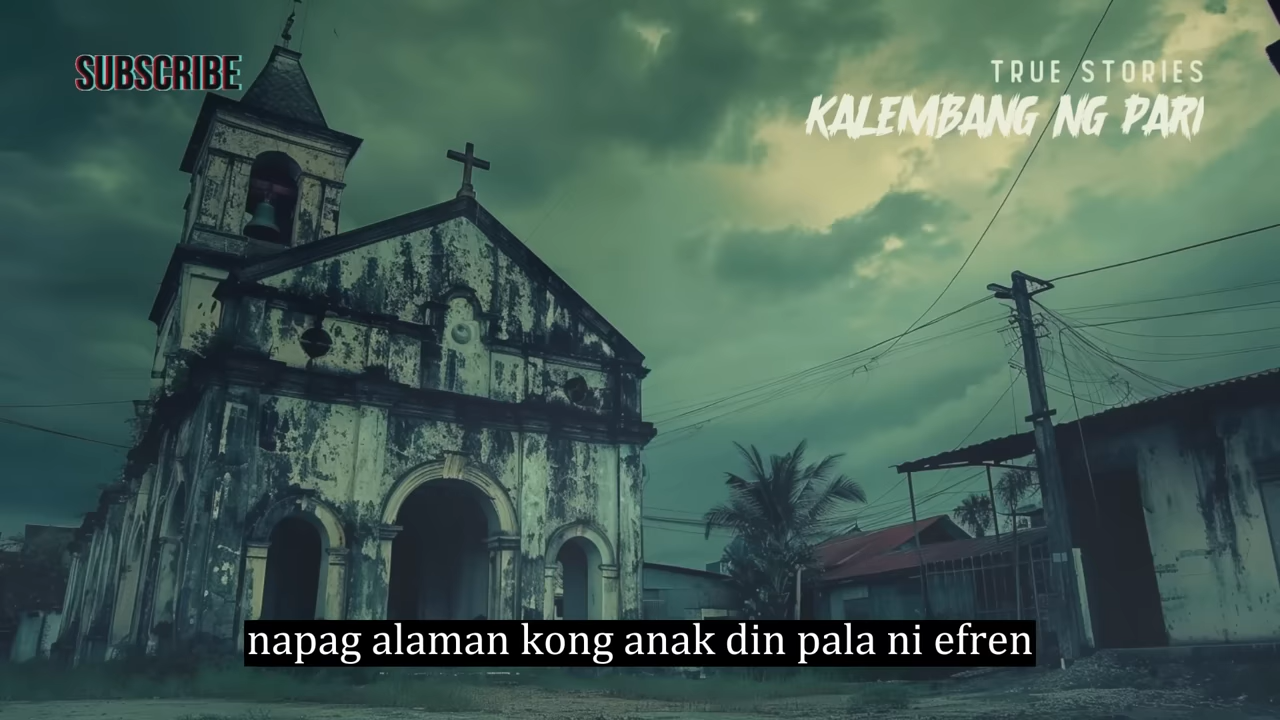 SUBSCRIBE
TRUE STORIES
KALEMBANG NG PARI
napag alaman kong anak din pala ni efren